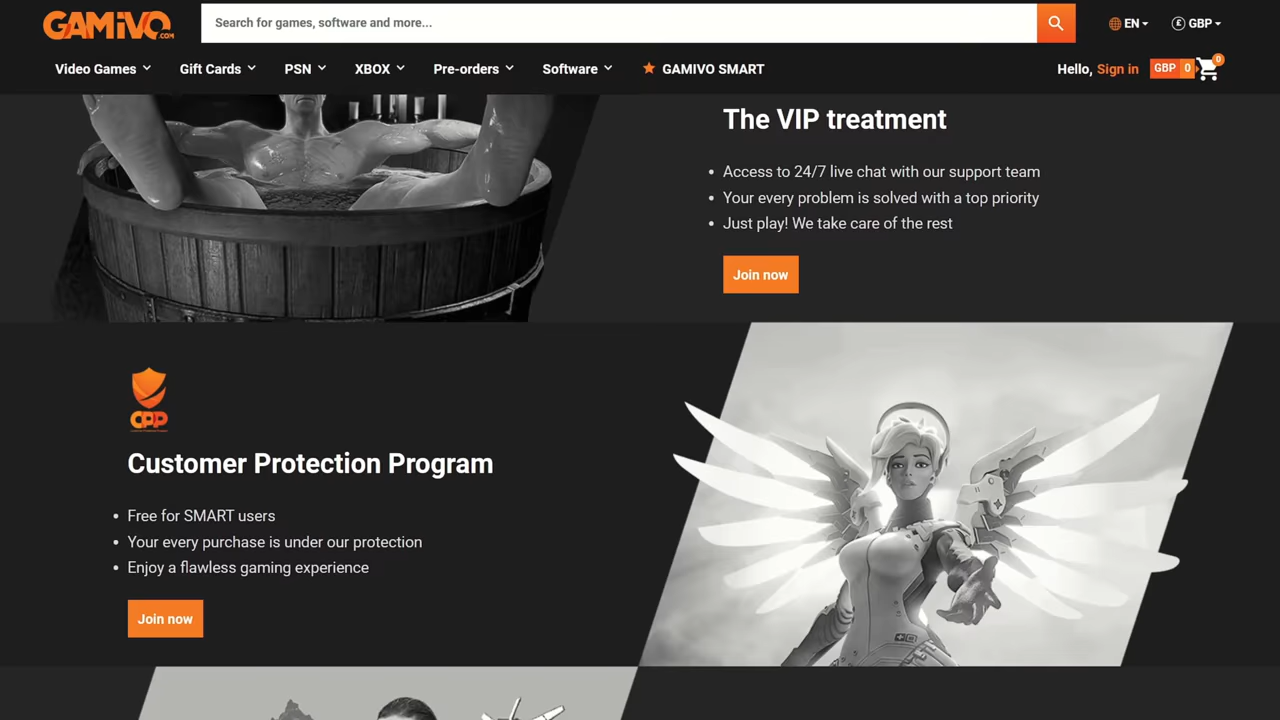 GAMIVO.COM
Search for games, software and more...
EN
£ GBP
Video Games
Gift Cards
PSN
XBOX
Pre-orders
Software
GAMIVO SMART
Hello, Sign in
GBP 0
0
The VIP treatment
Access to 24/7 live chat with our support team
Your every problem is solved with a top priority
Just play! We take care of the rest
Join now
CPP
Customer Protection Program
Free for SMART users
Your every purchase is under our protection
Enjoy a flawless gaming experience
Join now